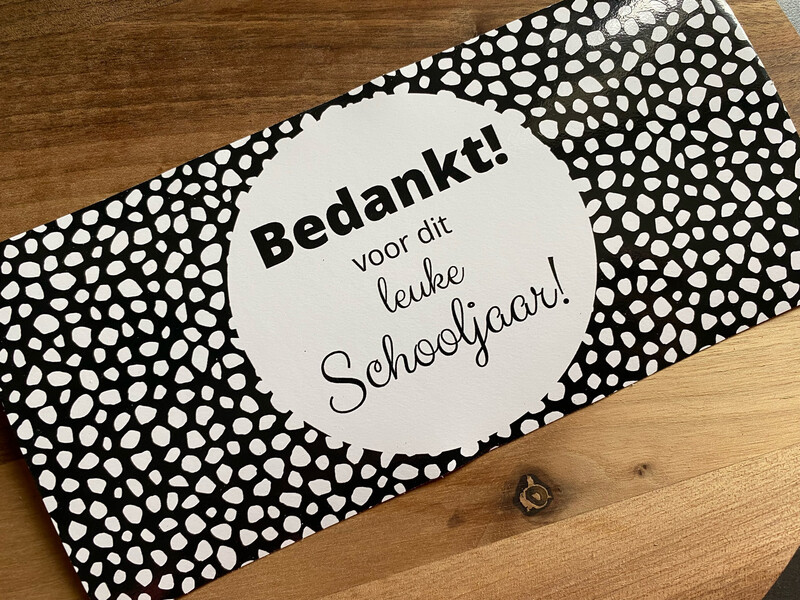 Bedankt!
voor dit
leuke
Schooljaar!